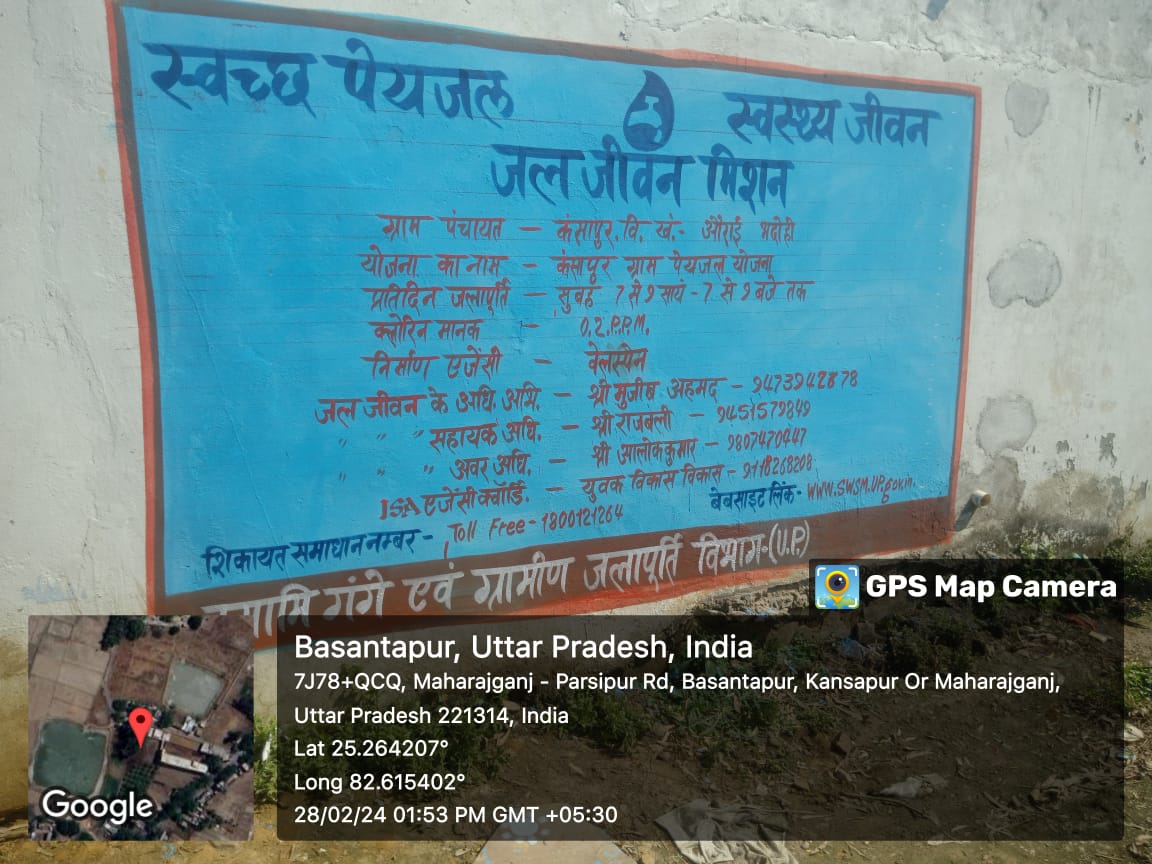 स्वच्छ पेयजल
स्वस्थ्य जीवन
जल जीवन मिशन
ग्राम पंचायत – कंसापुर. वि. खं.- औराई भदोही
योजना का नाम – कंसापुर ग्राम पेयजल योजना
प्रतिदिन जलापूर्ति – सुबह 7 से 9 सायं - 7 से 9 बजे तक
क्लोरिन मानक – 0.2.P.P.M.
निर्माण एजेंसी – वेलस्पेन
जल जीवन के अधि. अभि. – श्री मुजीब अहमद – 9473942878
" " " सहायक अधि. – श्री राजबली – 9451579849
" " " अवर अधि. – श्री आलोक कुमार – 9807470447
ISA एजेंसी क्वॉर्डि. – युवक विकास विकास - 9118268208
शिकायत समाधान नम्बर – Toll Free - 1800121264
बेबसाइट लिंक - www.swsm.up.gov.in.
नमामि गंगे एवं ग्रामीण जलापूर्ति विभाग-(U.P.)
GPS Map Camera
Basantapur, Uttar Pradesh, India
7J78+QCQ, Maharajganj - Parsipur Rd, Basantapur, Kansapur Or Maharajganj,
Uttar Pradesh 221314, India
Lat 25.264207°
Long 82.615402°
28/02/24 01:53 PM GMT +05:30
Google